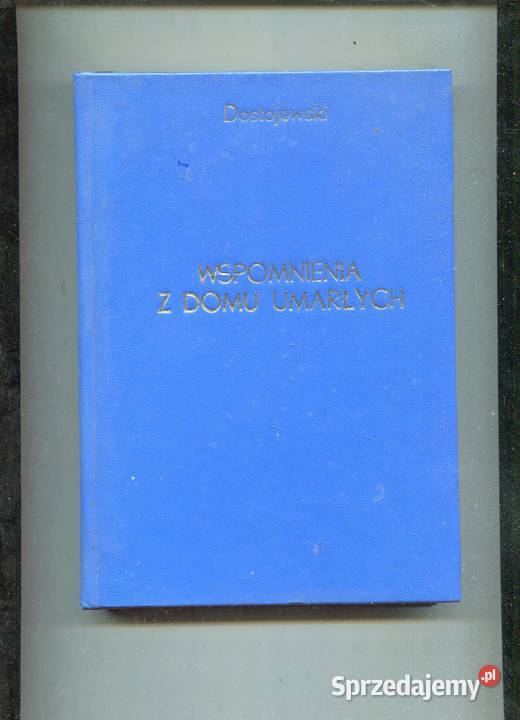 Dostojewski
WSPOMNIENIA
Z DOMU UMARŁYCH
Sprzedajemy.pl